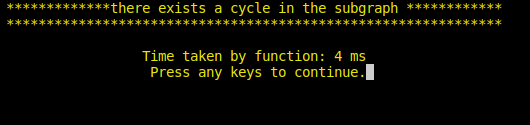 *************there exists a cycle in the subgraph ************
**************************************************************
Time taken by function: 4 ms
Press any keys to continue.